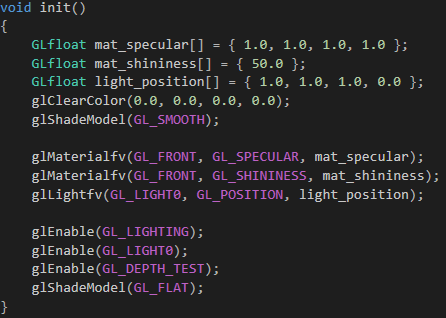 void init()
{
    GLfloat mat_specular[] = { 1.0, 1.0, 1.0, 1.0 };
    GLfloat mat_shininess[] = { 50.0 };
    GLfloat light_position[] = { 1.0, 1.0, 1.0, 0.0 };
    glClearColor(0.0, 0.0, 0.0, 0.0);
    glShadeModel(GL_SMOOTH);

    glMaterialfv(GL_FRONT, GL_SPECULAR, mat_specular);
    glMaterialfv(GL_FRONT, GL_SHININESS, mat_shininess);
    glLightfv(GL_LIGHT0, GL_POSITION, light_position);

    glEnable(GL_LIGHTING);
    glEnable(GL_LIGHT0);
    glEnable(GL_DEPTH_TEST);
    glShadeModel(GL_FLAT);
}